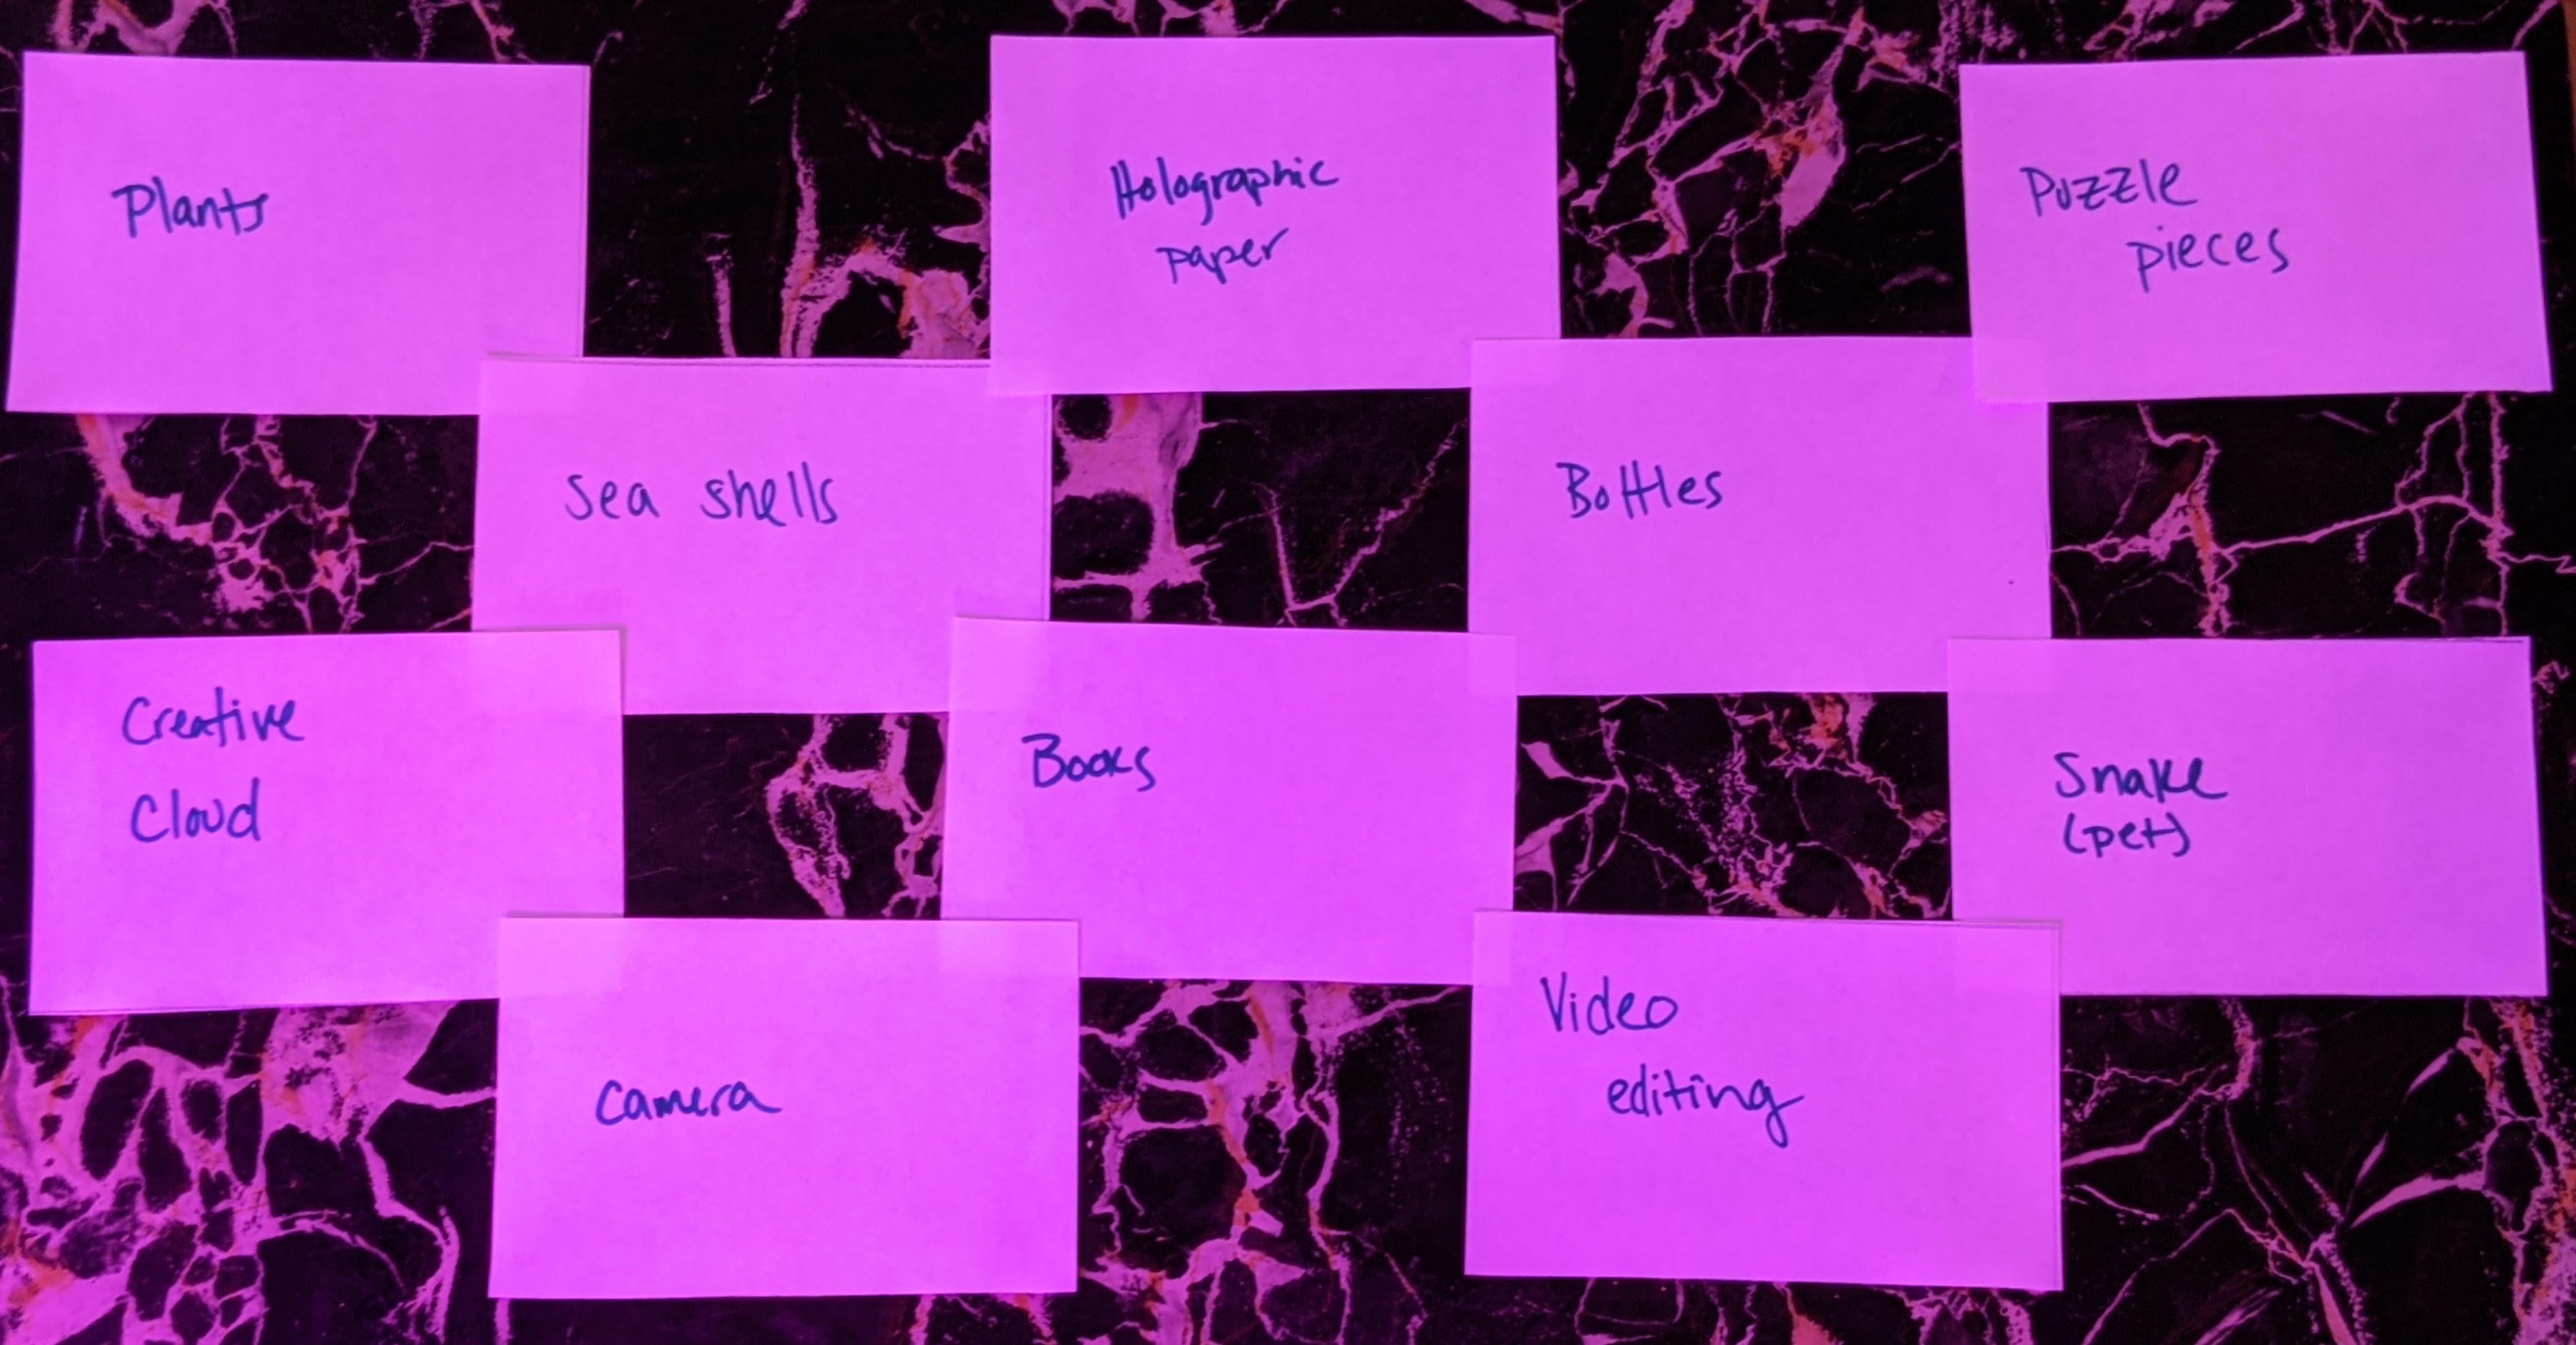 Plants
Holographic
paper
Puzzle
pieces
Sea shells
Bottles
Creative
Cloud
Books
Snake
(pet)
Camera
Video
editing